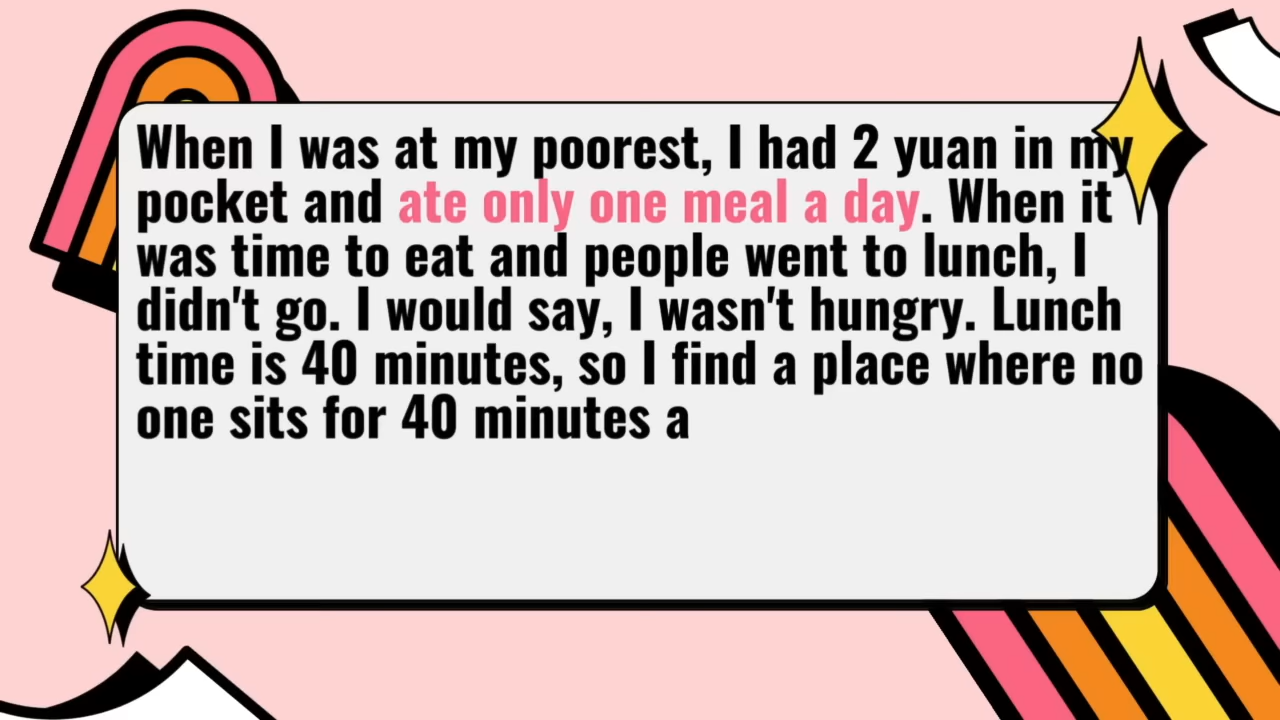 When I was at my poorest, I had 2 yuan in my
pocket and ate only one meal a day. When it
was time to eat and people went to lunch, I
didn't go. I would say, I wasn't hungry. Lunch
time is 40 minutes, so I find a place where no
one sits for 40 minutes a